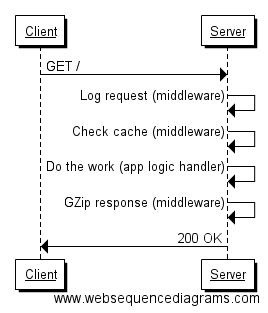 Client
Server
GET /
Log request (middleware)
Check cache (middleware)
Do the work (app logic handler)
GZip response (middleware)
200 OK
Client
Server
www.websequencediagrams.com